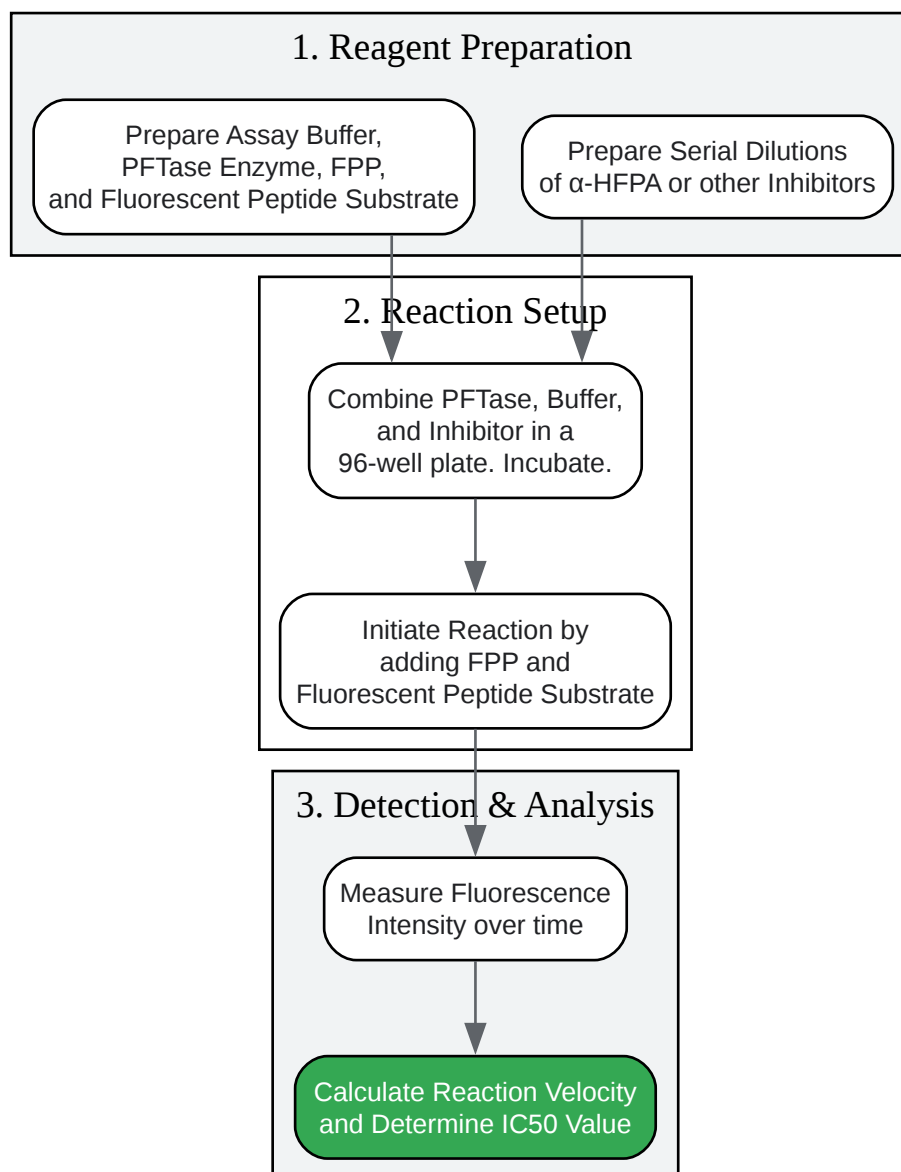 1. Reagent Preparation
Prepare Assay Buffer,
PFTase Enzyme, FPP,
and Fluorescent Peptide Substrate
Prepare Serial Dilutions
of α-HFPA or other Inhibitors
2. Reaction Setup
Combine PFTase, Buffer,
and Inhibitor in a
96-well plate. Incubate.
Initiate Reaction by
adding FPP and
Fluorescent Peptide Substrate
3. Detection & Analysis
Measure Fluorescence
Intensity over time
Calculate Reaction Velocity
and Determine IC50 Value